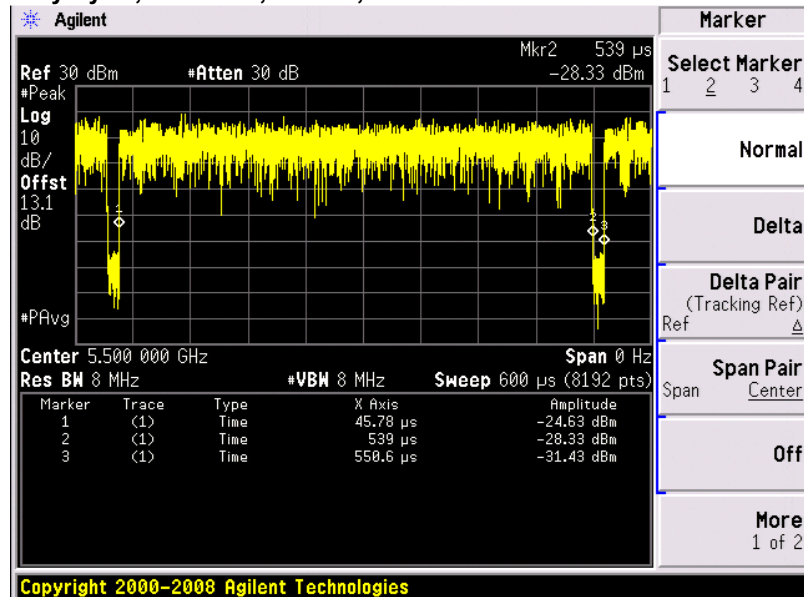 Agilent
Marker
Mkr2 539 µs
Ref 30 dBm #Atten 30 dB -28.33 dBm
#Peak
Log
10
dB/
Offst
13.1
dB
1
2
3
#PAvg
Center 5.500 000 GHz Span 0 Hz
Res BW 8 MHz #VBW 8 MHz Sweep 600 µs (8192 pts)
Marker Trace Type X Axis Amplitude
1 (1) Time 45.78 µs -24.63 dBm
2 (1) Time 539 µs -28.33 dBm
3 (1) Time 550.6 µs -31.43 dBm
Select Marker
1 2 3 4
Normal
Delta
Delta Pair
(Tracking Ref)
Ref Δ
Span Pair
Span Center
Off
More
1 of 2
Copyright 2000-2008 Agilent Technologies